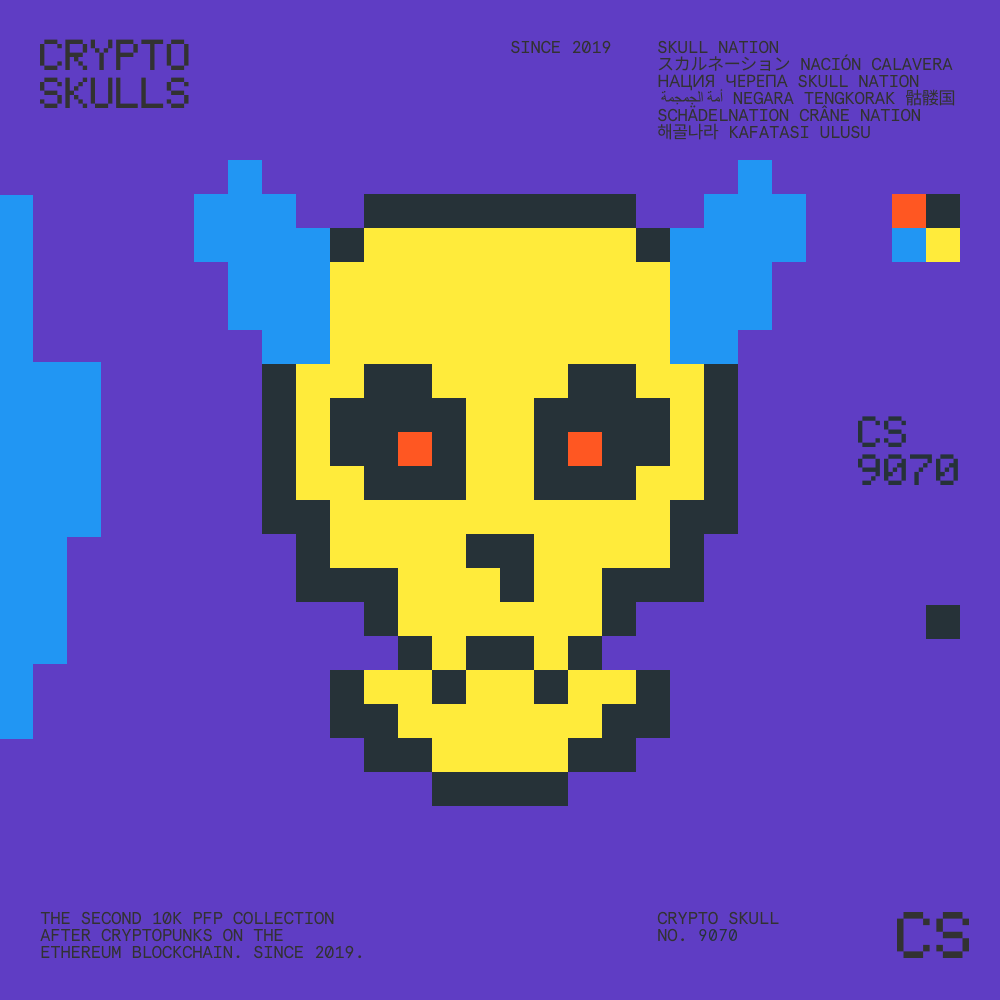 CRYPTO
SKULLS
SINCE 2019
SKULL NATION
スカルネーション NACIÓN CALAVERA
НАЦИЯ ЧЕРЕПА SKULL NATION
أمة الجمجمة NEGARA TENGKORAK 骷髅国
SCHÄDELNATION CRÂNE NATION
해골나라 KAFATASI ULUSU
CS
9070
THE SECOND 10K PFP COLLECTION
AFTER CRYPTOPUNKS ON THE
ETHEREUM BLOCKCHAIN. SINCE 2019.
CRYPTO SKULL
NO. 9070
CS